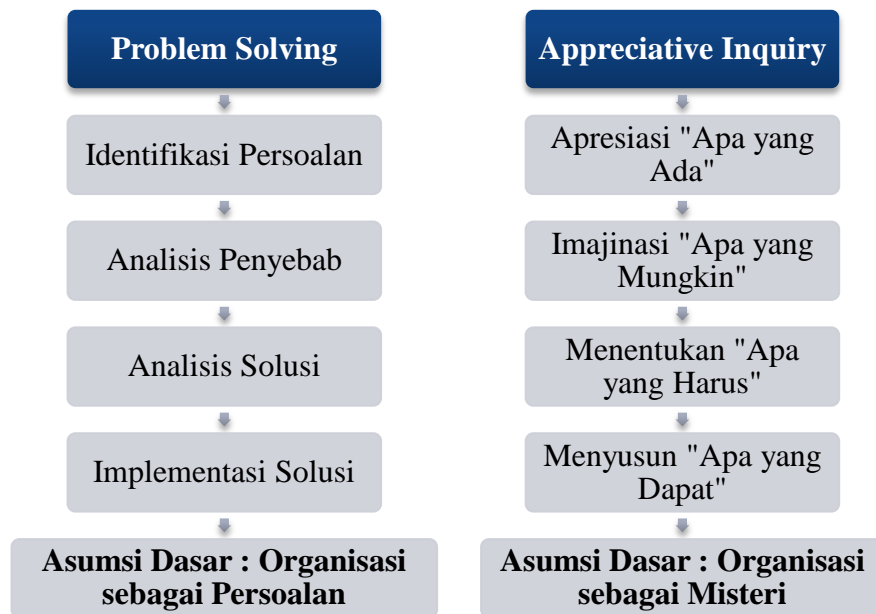 Problem Solving
Identifikasi Persoalan
Analisis Penyebab
Analisis Solusi
Implementasi Solusi
Asumsi Dasar : Organisasi
sebagai Persoalan
Appreciative Inquiry
Apresiasi "Apa yang
Ada"
Imajinasi "Apa yang
Mungkin"
Menentukan "Apa
yang Harus"
Menyusun "Apa yang
Dapat"
Asumsi Dasar : Organisasi
sebagai Misteri